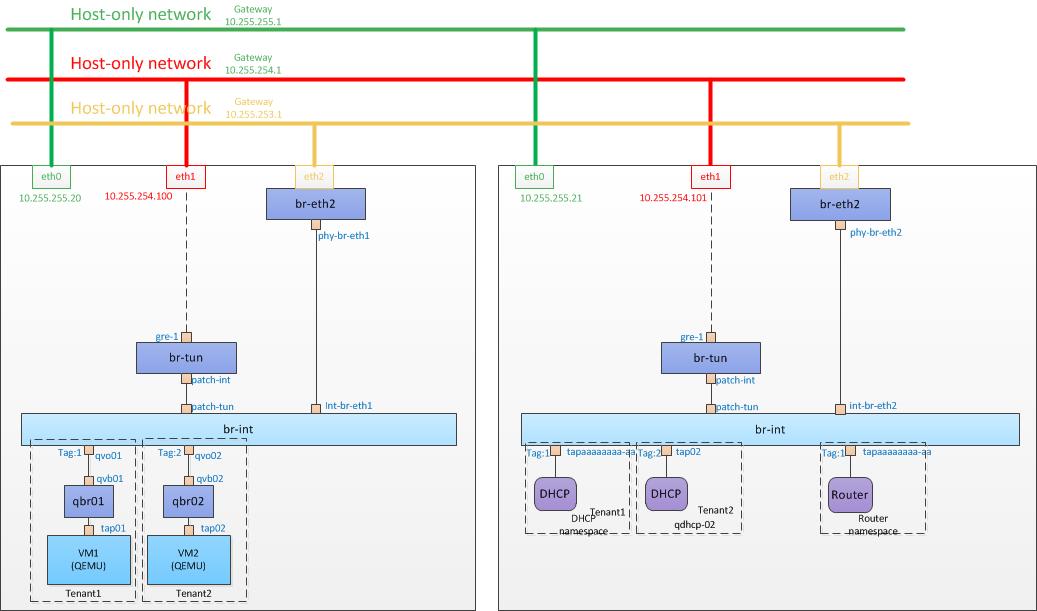 Host-only network
Gateway
10.255.255.1
Host-only network
Gateway
10.255.254.1
Host-only network
Gateway
10.255.253.1
eth0
eth1
eth2
10.255.255.20
10.255.254.100
br-eth2
phy-br-eth1
gre-1
br-tun
patch-int
patch-tun
Int-br-eth1
br-int
Tag:1
qvo01
Tag:2
qvo02
qvb01
qvb02
qbr01
qbr02
tap01
tap02
VM1
(QEMU)
VM2
(QEMU)
Tenant1
Tenant2
eth0
eth1
eth2
10.255.255.21
10.255.254.101
br-eth2
phy-br-eth2
gre-1
br-tun
patch-int
patch-tun
int-br-eth2
br-int
Tag:1
tapaaaaaaaa-aa
Tag:2
tap02
Tag:1
tapaaaaaaaa-aa
DHCP
DHCP
Router
Tenant1
DHCP
namespace
Tenant2
qdhcp-02
Router
namespace